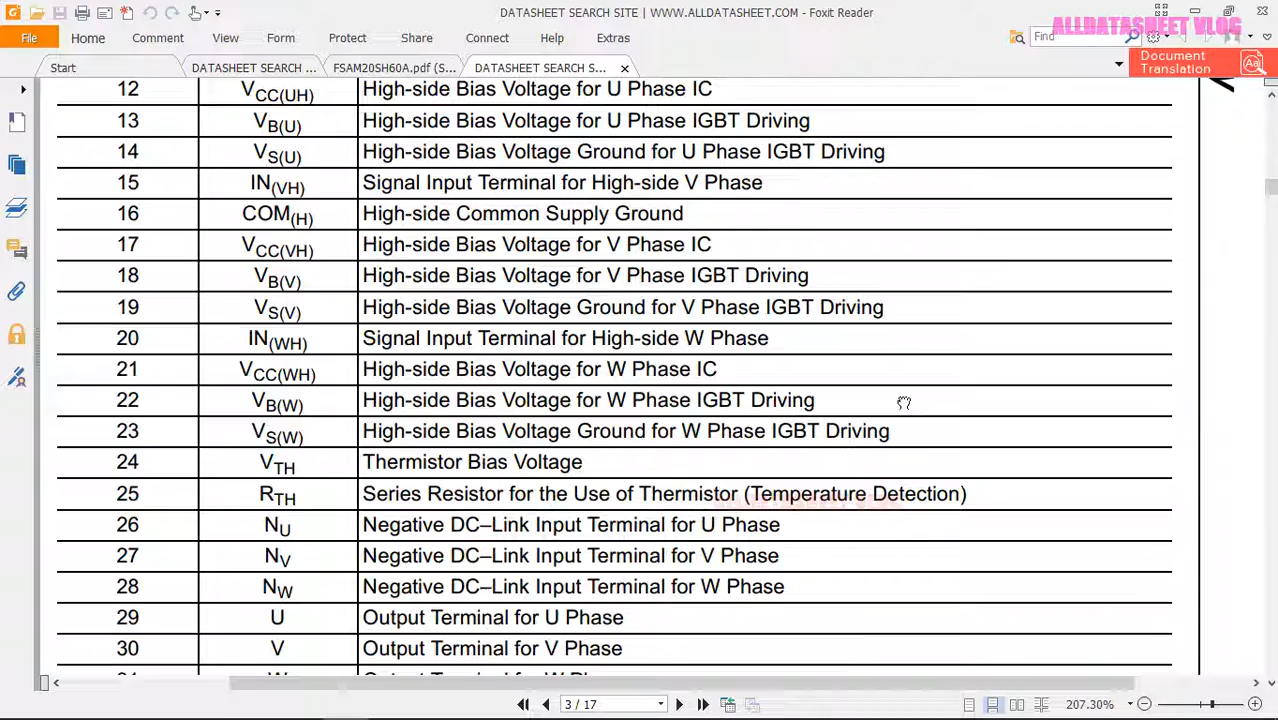 DATASHEET SEARCH SITE | WWW.ALLDATASHEET.COM - Foxit Reader
ALLDATASHEET VLOG
File Home Comment View Form Protect Share Connect Help Extras Find
Start DATASHEET SEARCH ... FSAM20SH60A.pdf (S... DATASHEET SEARCH S...
Document
Translation
12 VCC(UH) High-side Bias Voltage for U Phase IC
13 VB(U) High-side Bias Voltage for U Phase IGBT Driving
14 VS(U) High-side Bias Voltage Ground for U Phase IGBT Driving
15 IN(VH) Signal Input Terminal for High-side V Phase
16 COM(H) High-side Common Supply Ground
17 VCC(VH) High-side Bias Voltage for V Phase IC
18 VB(V) High-side Bias Voltage for V Phase IGBT Driving
19 VS(V) High-side Bias Voltage Ground for V Phase IGBT Driving
20 IN(WH) Signal Input Terminal for High-side W Phase
21 VCC(WH) High-side Bias Voltage for W Phase IC
22 VB(W) High-side Bias Voltage for W Phase IGBT Driving
23 VS(W) High-side Bias Voltage Ground for W Phase IGBT Driving
24 VTH Thermistor Bias Voltage
25 RTH Series Resistor for the Use of Thermistor (Temperature Detection)
ALLDATASHEET VLOG
26 NU Negative DC–Link Input Terminal for U Phase
27 NV Negative DC–Link Input Terminal for V Phase
28 NW Negative DC–Link Input Terminal for W Phase
29 U Output Terminal for U Phase
30 V Output Terminal for V Phase
3 / 17 207.30%